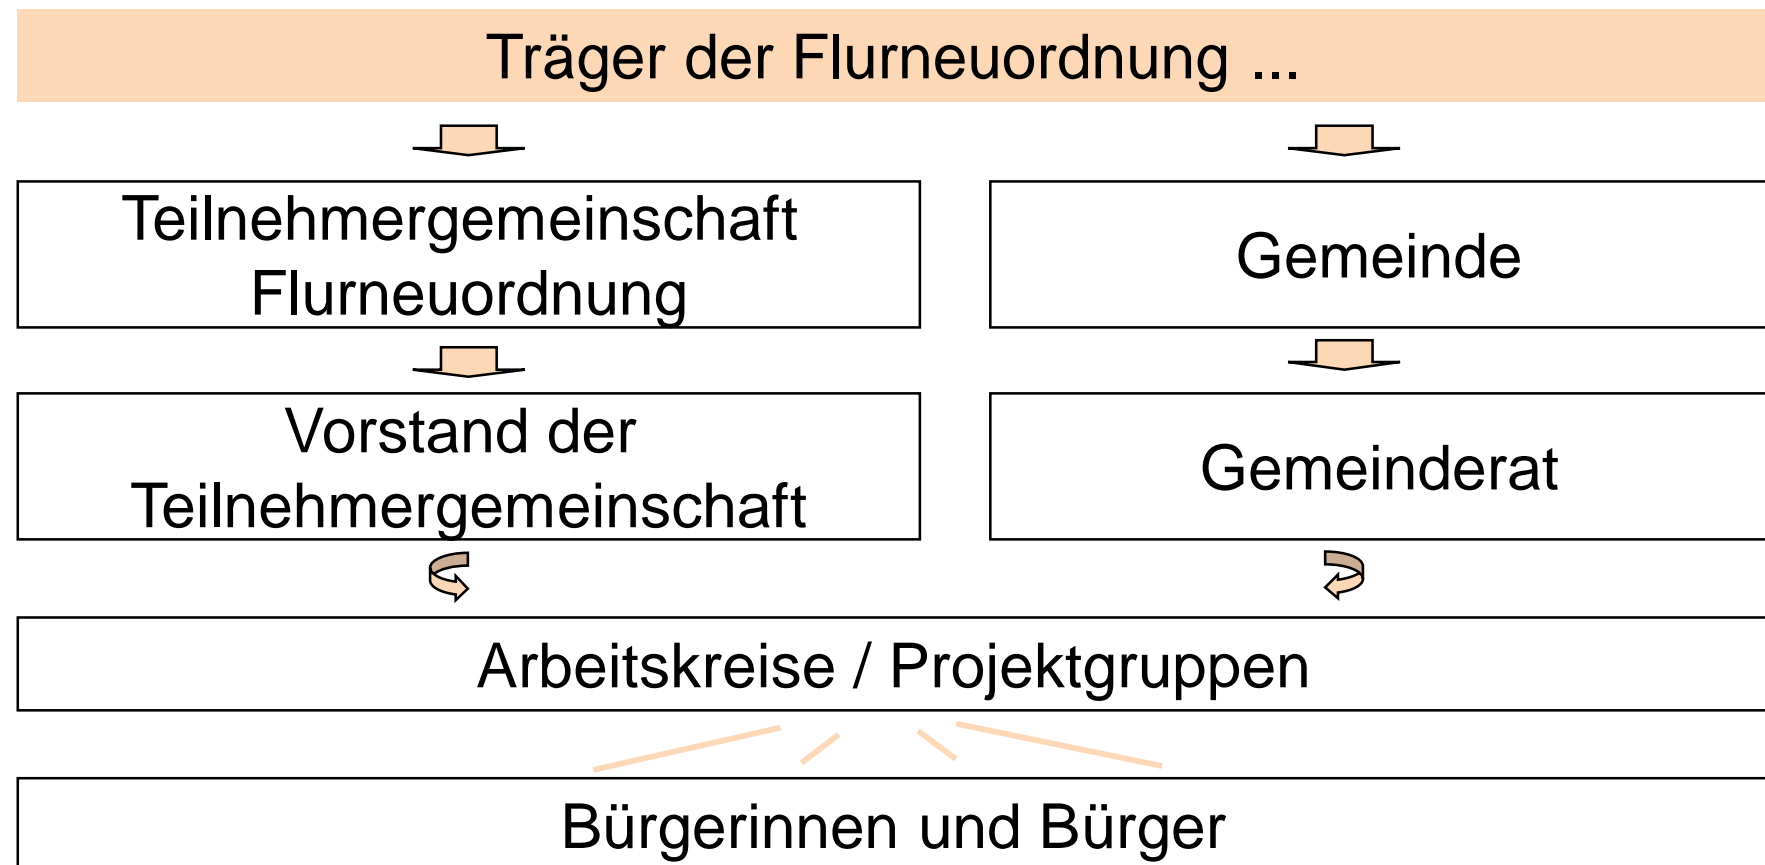 Träger der Flurneuordnung ...
Teilnehmergemeinschaft
Flurneuordnung
Gemeinde
Vorstand der
Teilnehmergemeinschaft
Gemeinderat
Arbeitskreise / Projektgruppen
Bürgerinnen und Bürger